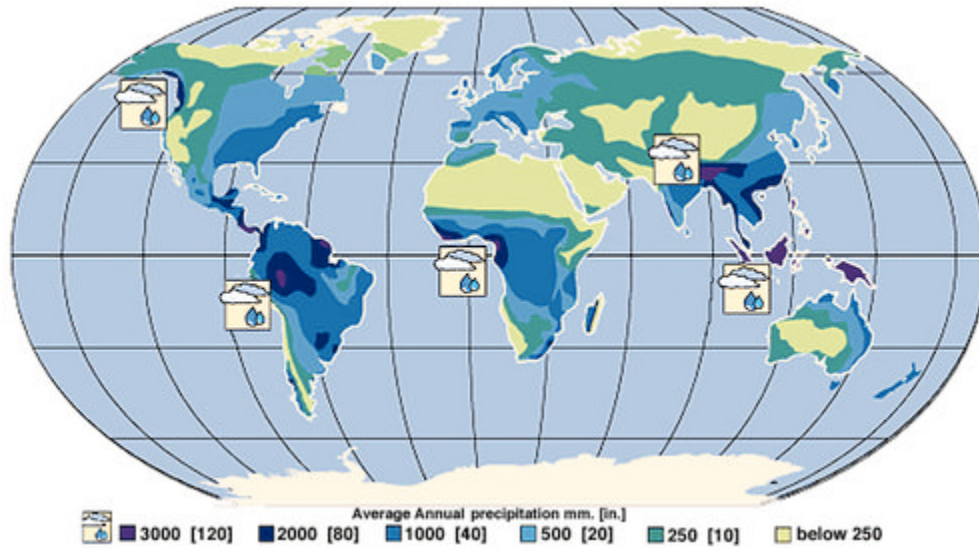 Average Annual precipitation mm. [in.]
3000 [120] 2000 [80] 1000 [40] 500 [20] 250 [10] below 250